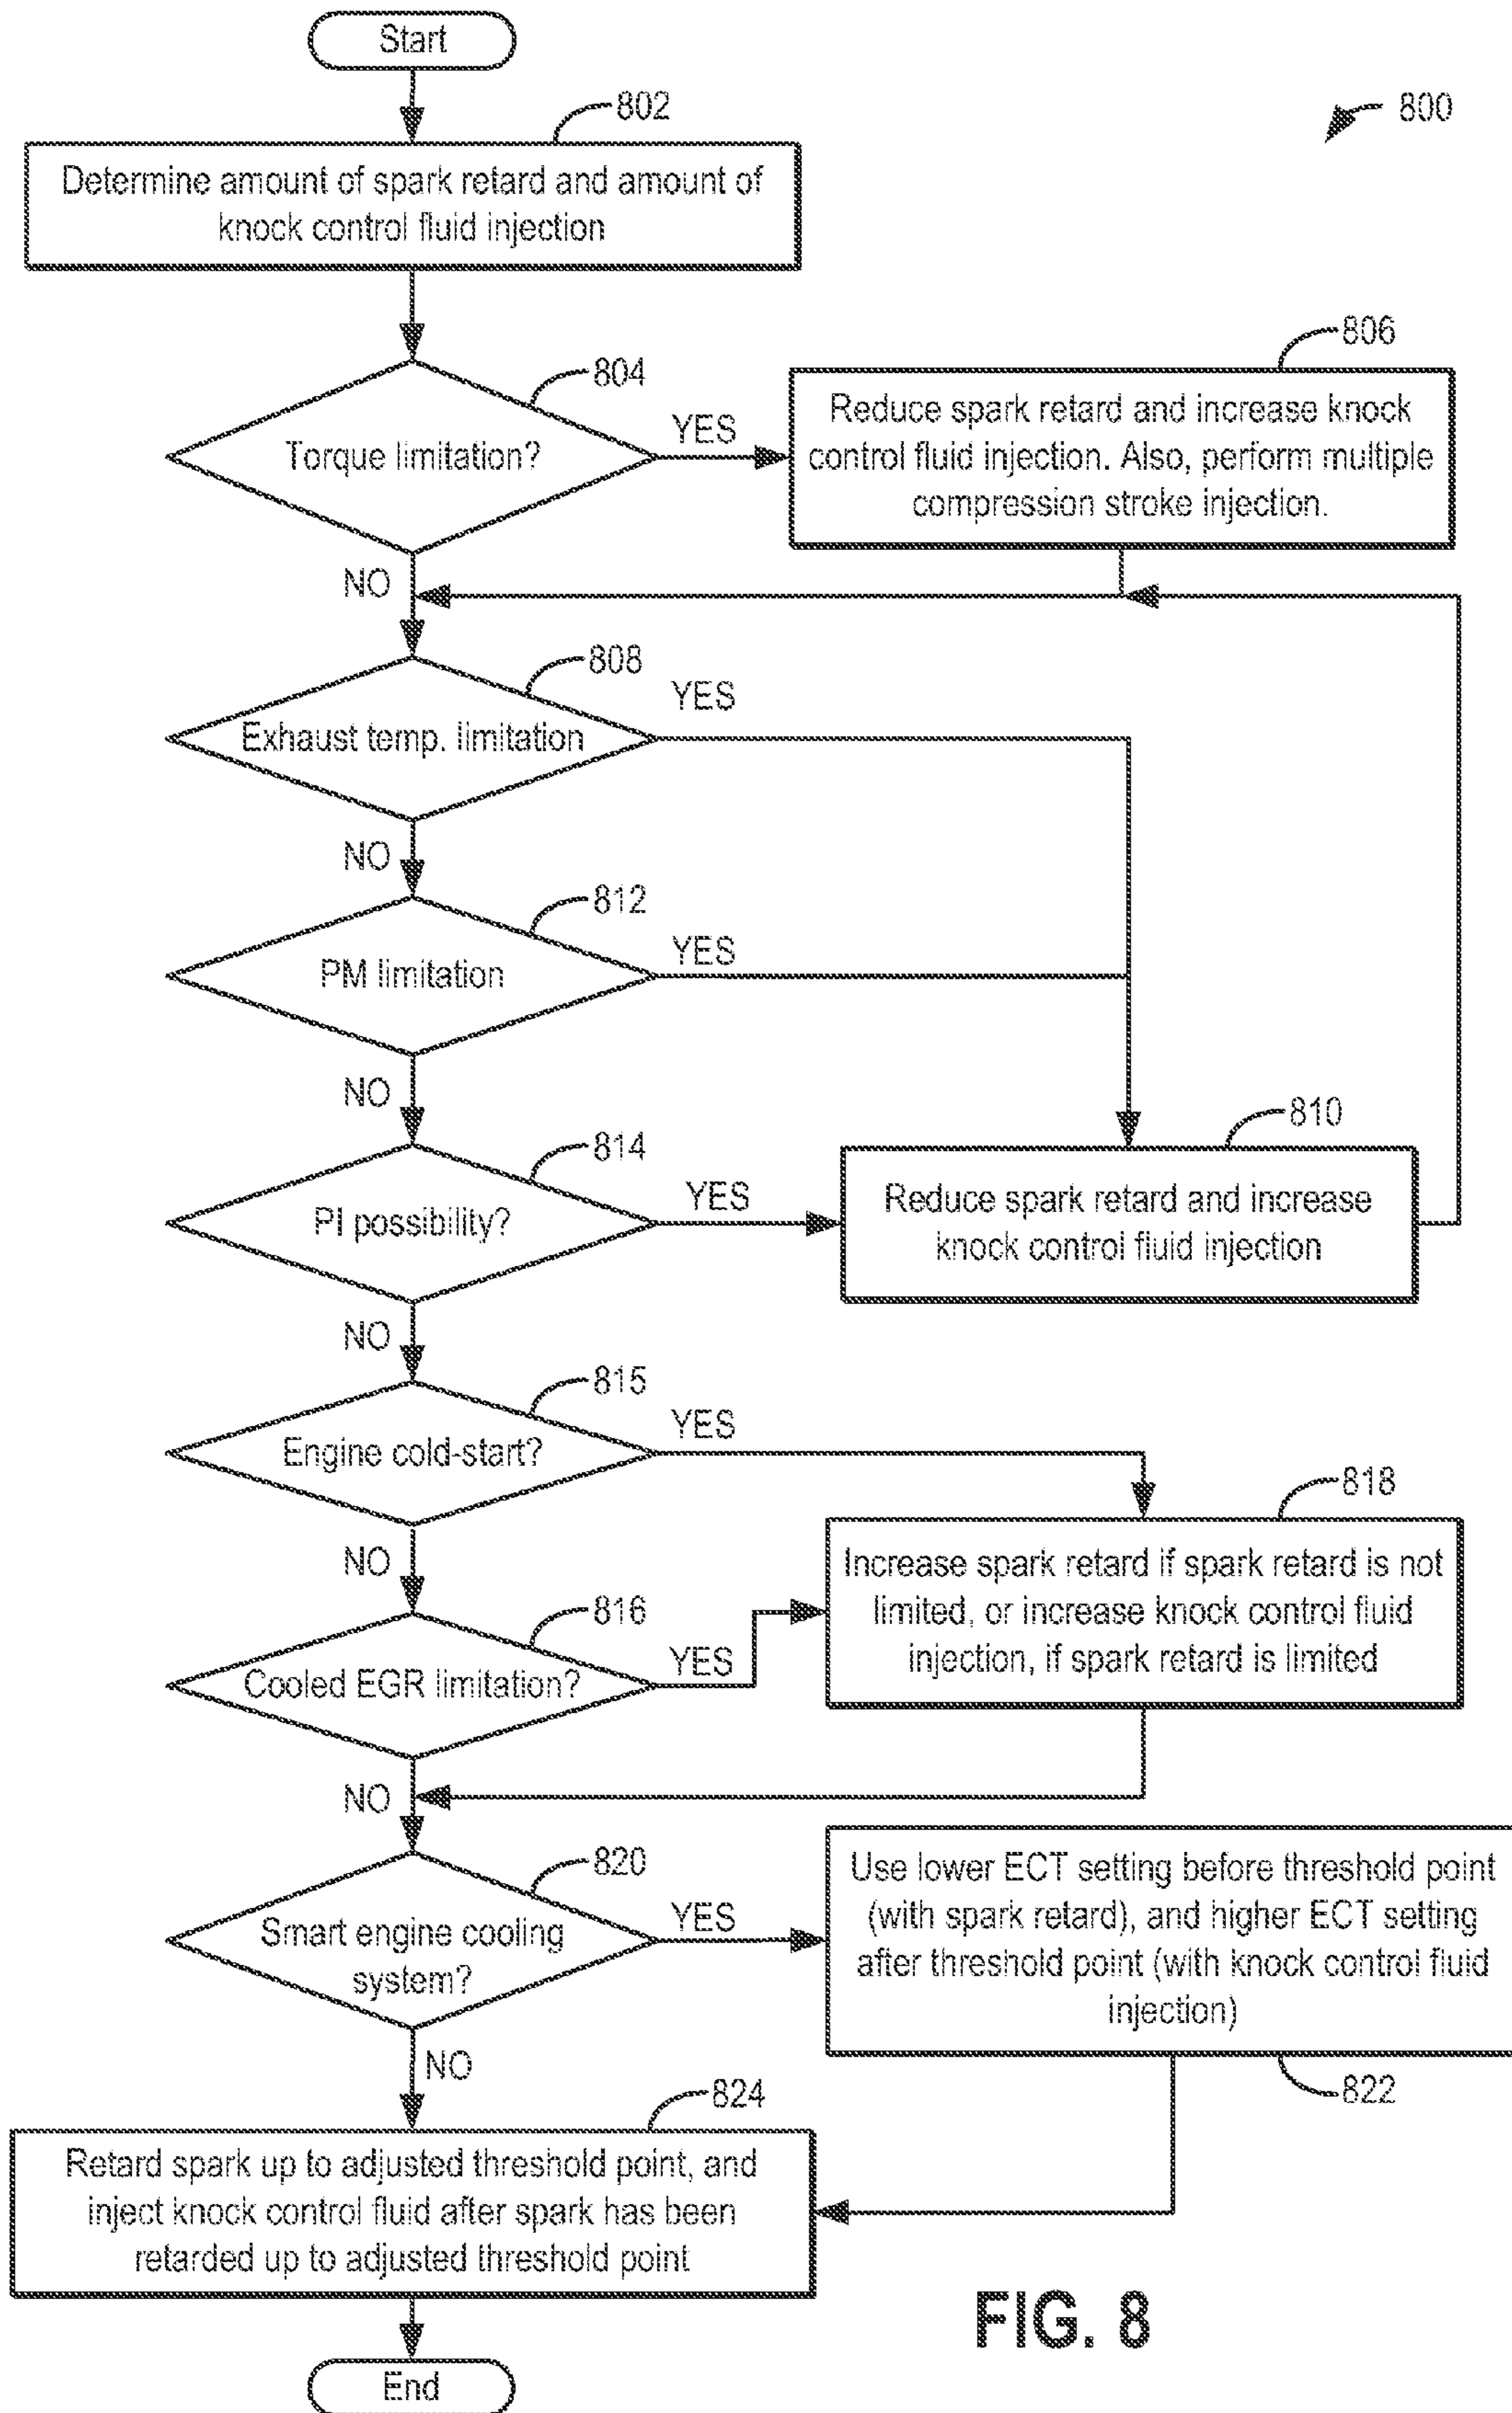 Start
800
802
Determine amount of spark retard and amount of
knock control fluid injection
804
Torque limitation?
YES
NO
806
Reduce spark retard and increase knock
control fluid injection. Also, perform multiple
compression stroke injection.
808
Exhaust temp. limitation
YES
NO
812
PM limitation
YES
NO
814
PI possibility?
YES
NO
810
Reduce spark retard and increase
knock control fluid injection
815
Engine cold-start?
YES
NO
818
Increase spark retard if spark retard is not
limited, or increase knock control fluid
injection, if spark retard is limited
816
Cooled EGR limitation?
YES
NO
820
Smart engine cooling
system?
YES
NO
Use lower ECT setting before threshold point
(with spark retard), and higher ECT setting
after threshold point (with knock control fluid
injection)
822
824
Retard spark up to adjusted threshold point, and
inject knock control fluid after spark has been
retarded up to adjusted threshold point
End
FIG. 8